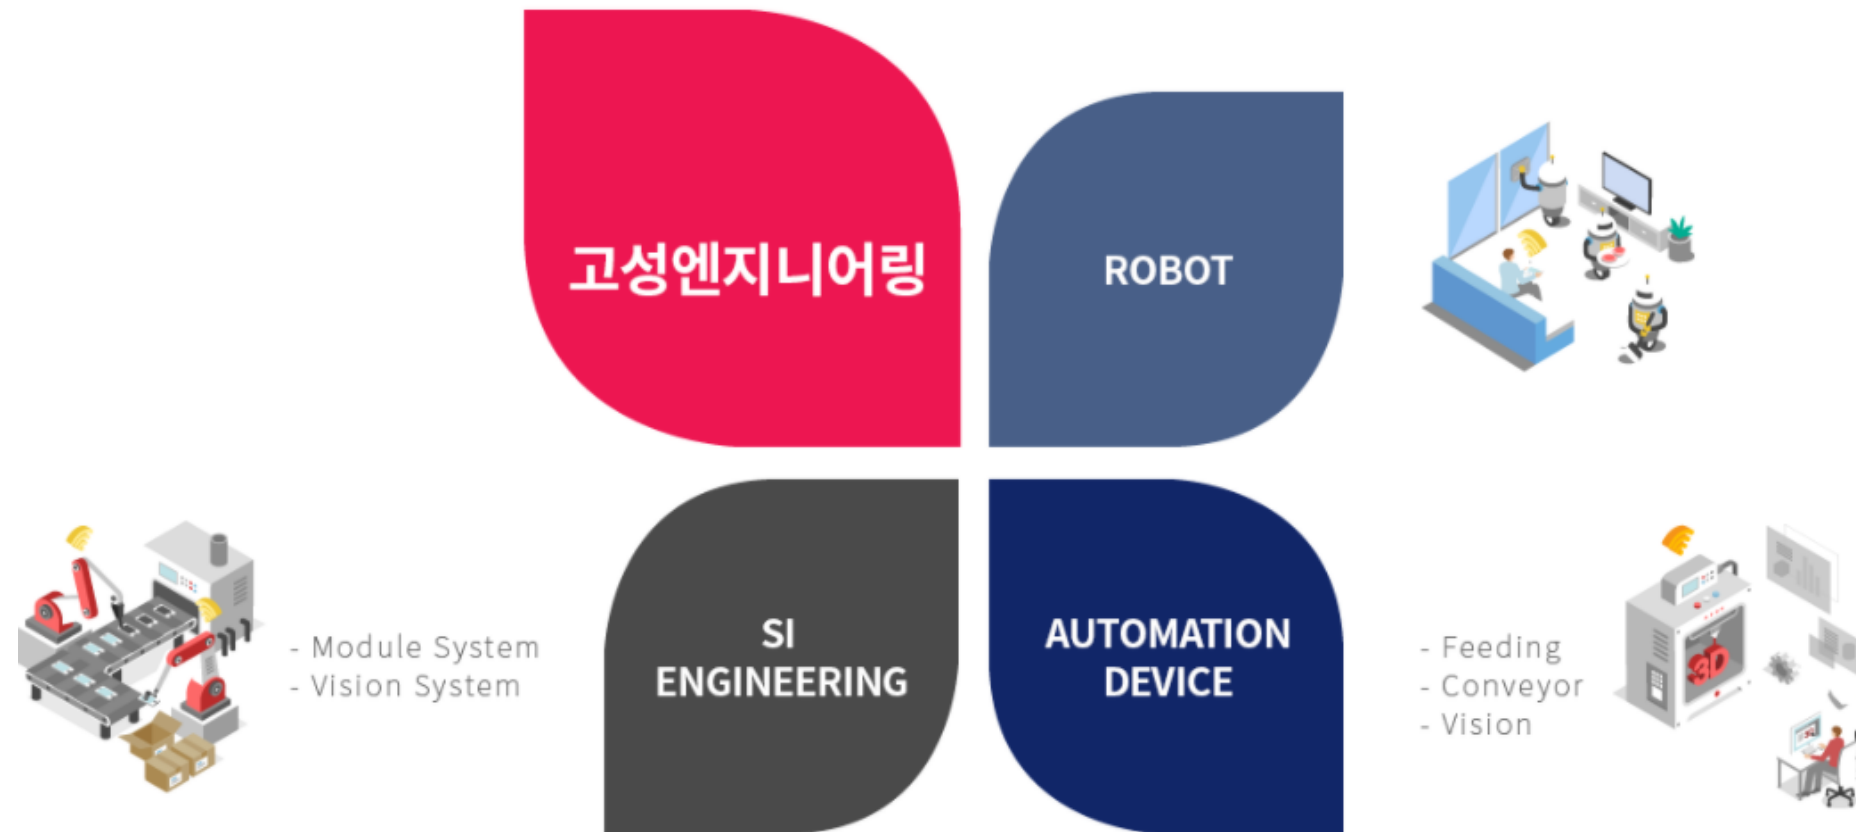 고성엔지니어링
ROBOT
- Module System
- Vision System
SI
ENGINEERING
AUTOMATION
DEVICE
- Feeding
- Conveyor
- Vision
3D